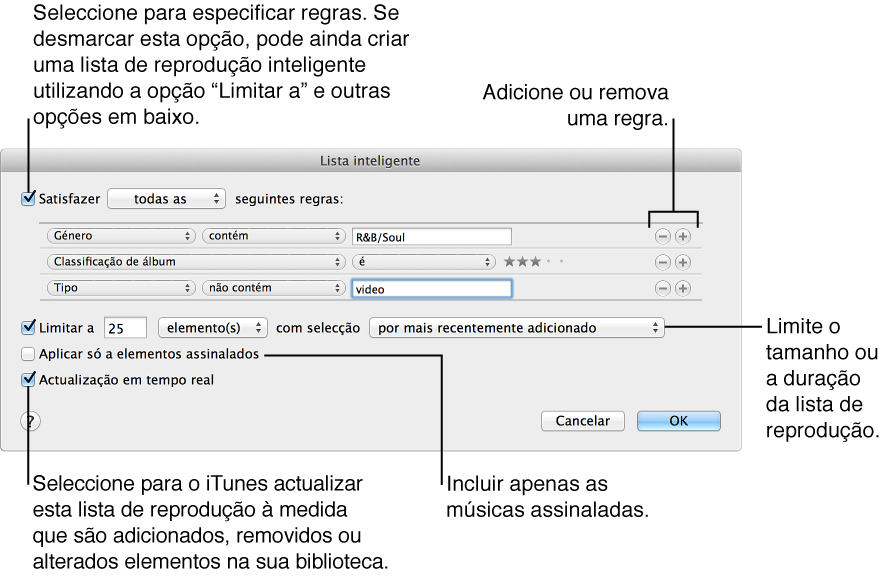 Seleccione para especificar regras. Se
desmarcar esta opção, pode ainda criar
uma lista de reprodução inteligente
utilizando a opção “Limitar a” e outras
opções em baixo.
Adicione ou remova
uma regra.
Lista inteligente
Satisfazer todas as seguintes regras:
Género contém R&B/Soul
Classificação de álbum é
Tipo não contém video
Limitar a 25 elemento(s) com selecção por mais recentemente adicionado
Aplicar só a elementos assinalados
Actualização em tempo real
? Cancelar OK
Limite o
tamanho ou
a duração
da lista de
reprodução.
Seleccione para o iTunes actualizar
esta lista de reprodução à medida
que são adicionados, removidos ou
alterados elementos na sua biblioteca.
Incluir apenas as
músicas assinaladas.